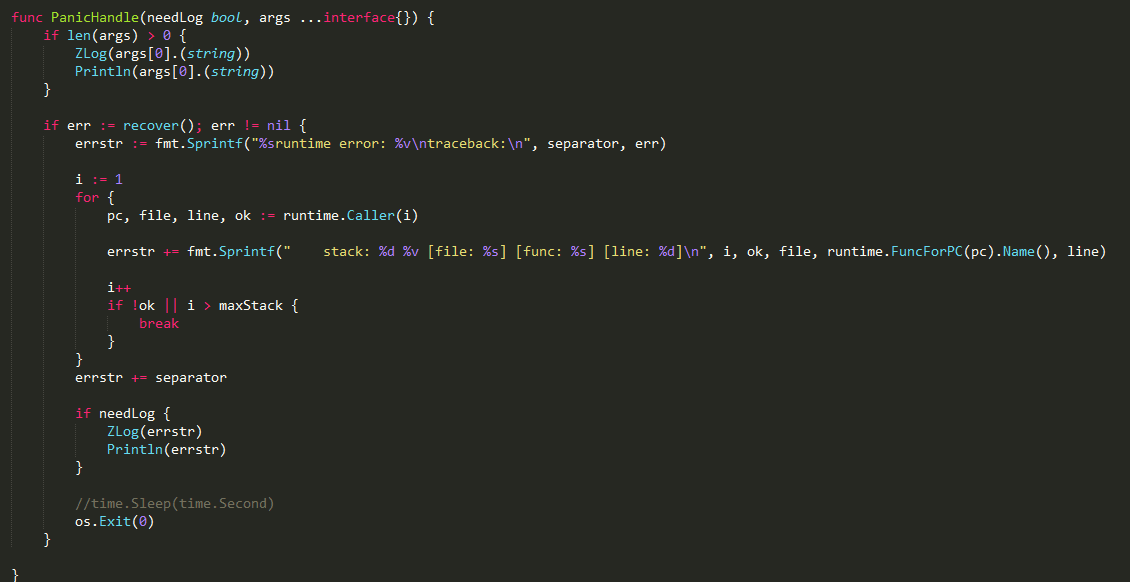 func PanicHandle(needLog bool, args ...interface{}) {
    if len(args) > 0 {
        ZLog(args[0].(string))
        Println(args[0].(string))
    }

    if err := recover(); err != nil {
        errstr := fmt.Sprintf("%sruntime error: %v\ntraceback:\n", separator, err)

        i := 1
        for {
            pc, file, line, ok := runtime.Caller(i)

            errstr += fmt.Sprintf("    stack: %d %v [file: %s] [func: %s] [line: %d]\n", i, ok, file, runtime.FuncForPC(pc).Name(), line)

            i++
            if !ok || i > maxStack {
                break
            }
        }
        errstr += separator

        if needLog {
            ZLog(errstr)
            Println(errstr)
        }

        //time.Sleep(time.Second)
        os.Exit(0)
    }

}